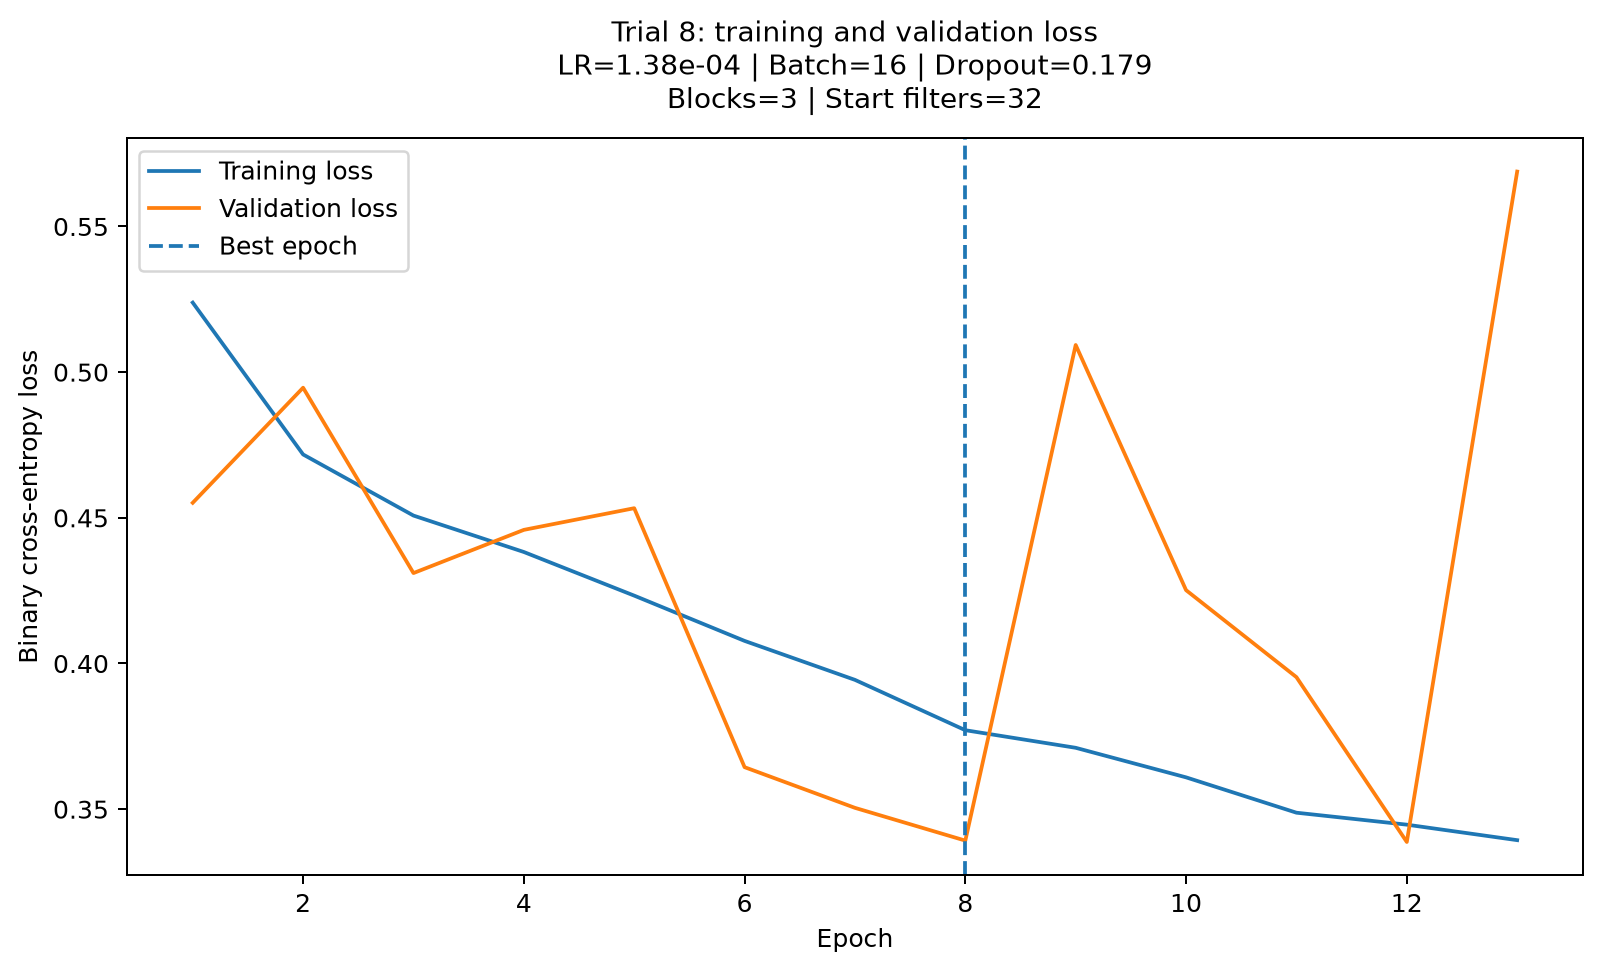 Trial 8: training and validation loss
LR=1.38e-04 | Batch=16 | Dropout=0.179
Blocks=3 | Start filters=32
Training loss
Validation loss
Best epoch
Binary cross-entropy loss
0.55
0.50
0.45
0.40
0.35
2 4 6 8 10 12
Epoch